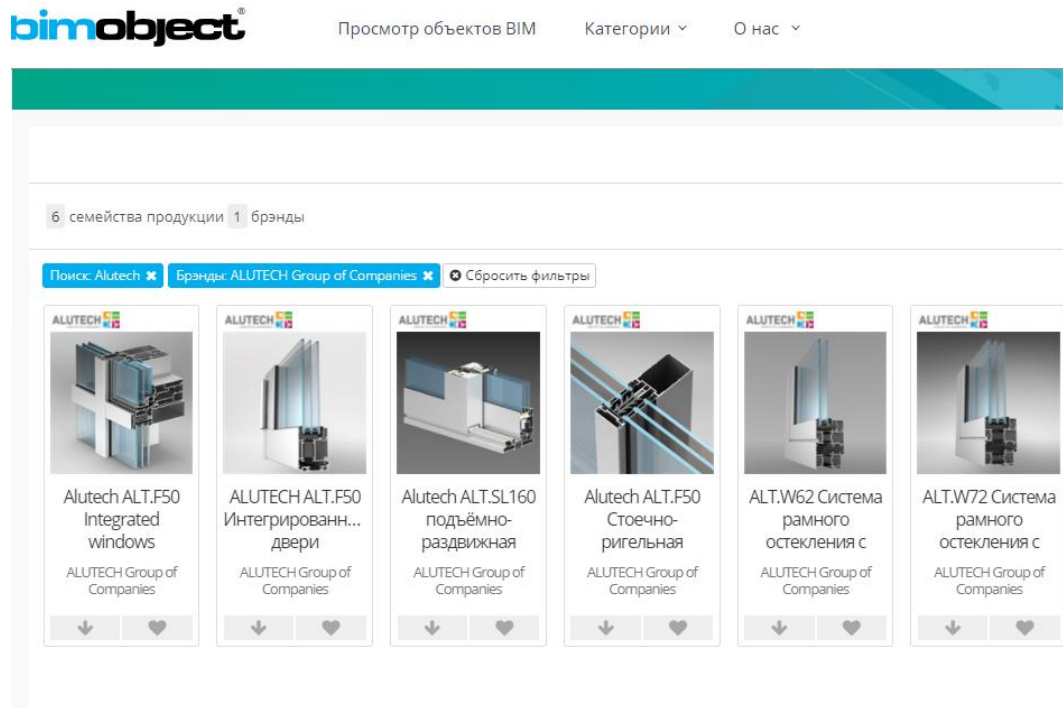 bimobject®
Просмотр объектов BIM Категории О нас
6 семейства продукции 1 брэнды
Поиск: Alutech ✖ Брэнды: ALUTECH Group of Companies ✖ Сбросить фильтры
ALUTECH
Alutech ALT.F50
Integrated
windows
ALUTECH Group of
Companies
ALUTECH
ALUTECH ALT.F50
Интегрированн...
двери
ALUTECH Group of
Companies
ALUTECH
Alutech ALT.SL160
подъёмно-
раздвижная
ALUTECH Group of
Companies
ALUTECH
Alutech ALT.F50
Стоечно-
ригельная
ALUTECH Group of
Companies
ALUTECH
ALT.W62 Система
рамного
остекления с
ALUTECH Group of
Companies
ALUTECH
ALT.W72 Система
рамного
остекления с
ALUTECH Group of
Companies